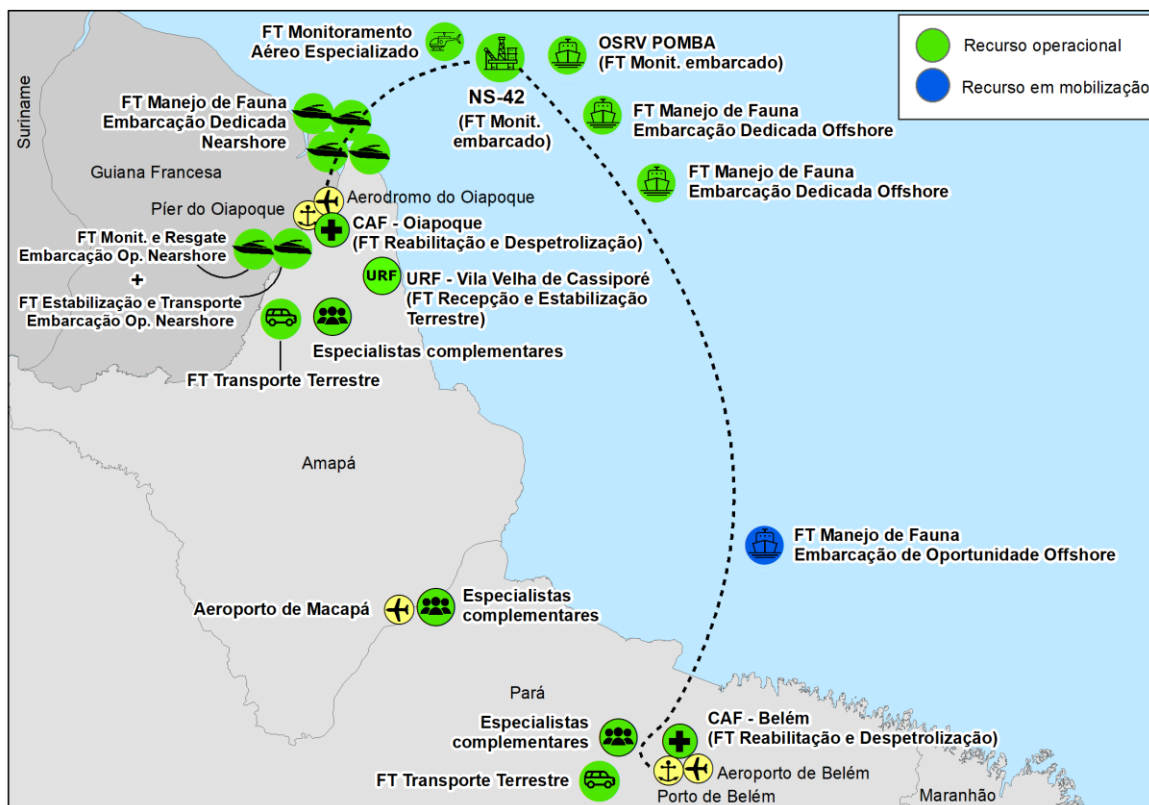 FT Monitoramento
Aéreo Especializado
OSRV POMBA
(FT Monit. embarcado)
Recurso operacional
Recurso em mobilização
Suriname
FT Manejo de Fauna
Embarcação Dedicada
Nearshore
NS-42
(FT Monit.
embarcado)
FT Manejo de Fauna
Embarcação Dedicada Offshore
FT Manejo de Fauna
Embarcação Dedicada Offshore
Guiana Francesa
Aerodromo do Oiapoque
Píer do Oiapoque
CAF - Oiapoque
(FT Reabilitação e Despetrolização)
FT Monit. e Resgate
Embarcação Op. Nearshore
+
FT Estabilização e Transporte
Embarcação Op. Nearshore
URF
URF - Vila Velha de Cassiporé
(FT Recepção e Estabilização
Terrestre)
Especialistas complementares
FT Transporte Terrestre
Amapá
FT Manejo de Fauna
Embarcação de Oportunidade Offshore
Aeroporto de Macapá
Especialistas
complementares
Pará
Especialistas
complementares
CAF - Belém
(FT Reabilitação e Despetrolização)
FT Transporte Terrestre
Aeroporto de Belém
Porto de Belém
Maranhão